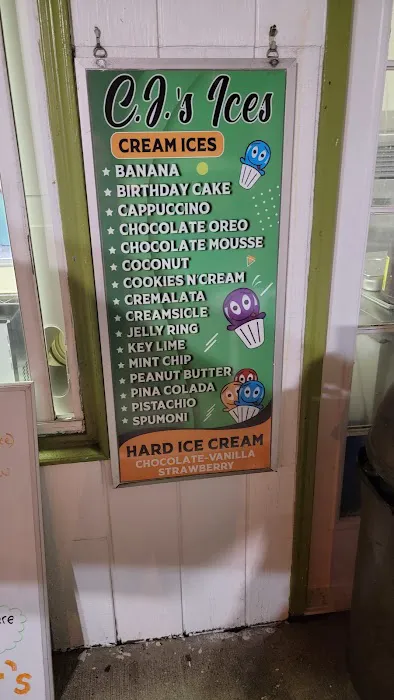 C.J.'s Ices
CREAM ICES
BANANA
BIRTHDAY CAKE
CAPPUCCINO
CHOCOLATE OREO
CHOCOLATE MOUSSE
COCONUT
COOKIES N'CREAM
CREMALATA
CREAMSICLE
JELLY RING
KEY LIME
MINT CHIP
PEANUT BUTTER
PINA COLADA
PISTACHIO
SPUMONI
HARD ICE CREAM
CHOCOLATE-VANILLA
STRAWBERRY